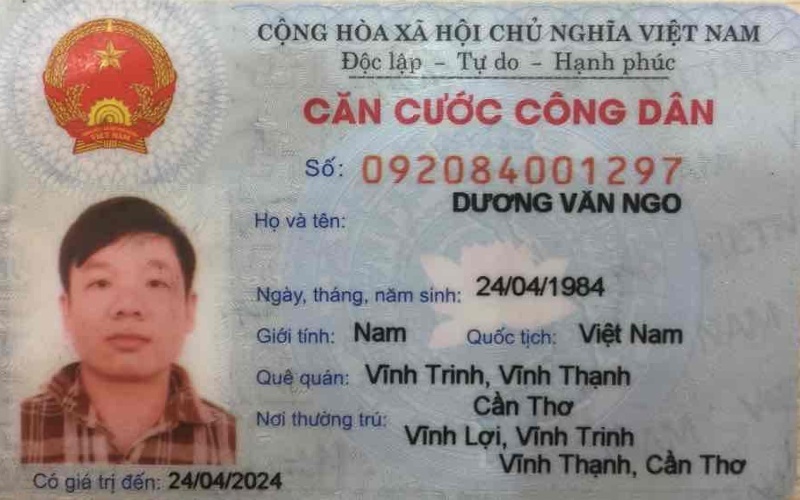 CỘNG HÒA XÃ HỘI CHỦ NGHĨA VIỆT NAM
Độc lập - Tự do - Hạnh phúc
CĂN CƯỚC CÔNG DÂN
Số: 092084001297
Họ và tên: DƯƠNG VĂN NGO
Ngày, tháng, năm sinh: 24/04/1984
Giới tính: Nam Quốc tịch: Việt Nam
Quê quán: Vĩnh Trinh, Vĩnh Thạnh
Cần Thơ
Nơi thường trú: Vĩnh Lợi, Vĩnh Trinh
Vĩnh Thạnh, Cần Thơ
Có giá trị đến: 24/04/2024